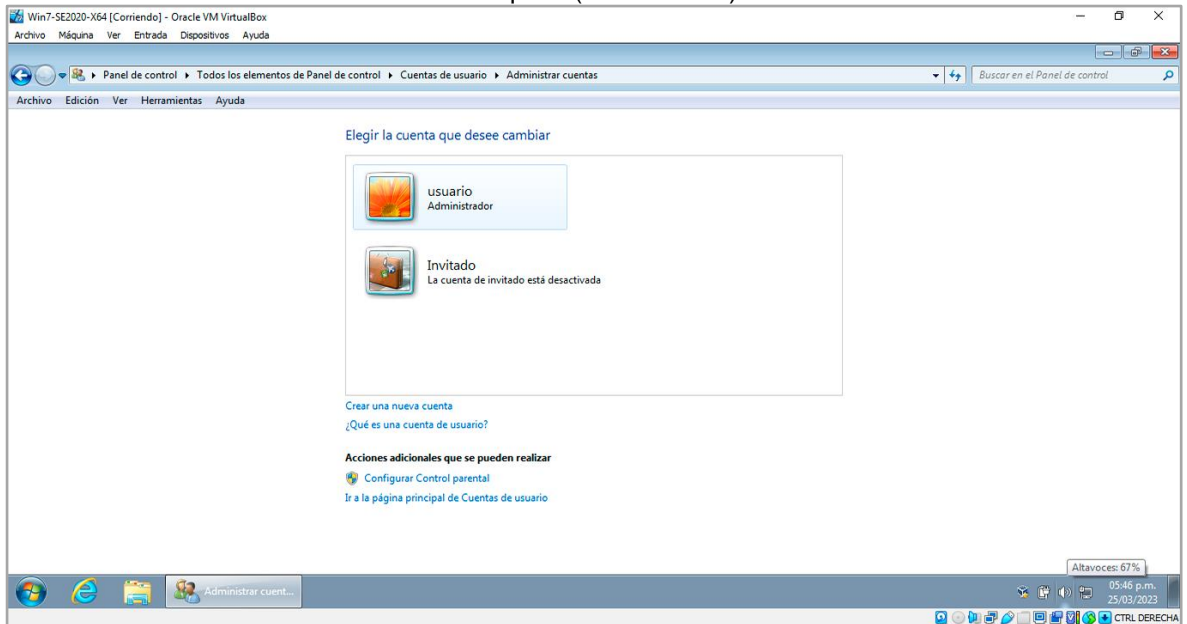 Win7-SE2020-X64 [Corriendo] - Oracle VM VirtualBox
Archivo Máquina Ver Entrada Dispositivos Ayuda
Panel de control Todos los elementos de Panel de control Cuentas de usuario Administrar cuentas
Buscar en el Panel de control
Archivo Edición Ver Herramientas Ayuda
Elegir la cuenta que desee cambiar
usuario
Administrador
Invitado
La cuenta de invitado está desactivada
Crear una nueva cuenta
¿Qué es una cuenta de usuario?
Acciones adicionales que se pueden realizar
Configurar Control parental
Ir a la página principal de Cuentas de usuario
Altavoces: 67%
Administrar cuent...
05:46 p.m.
25/03/2023
CTRL DERECHA